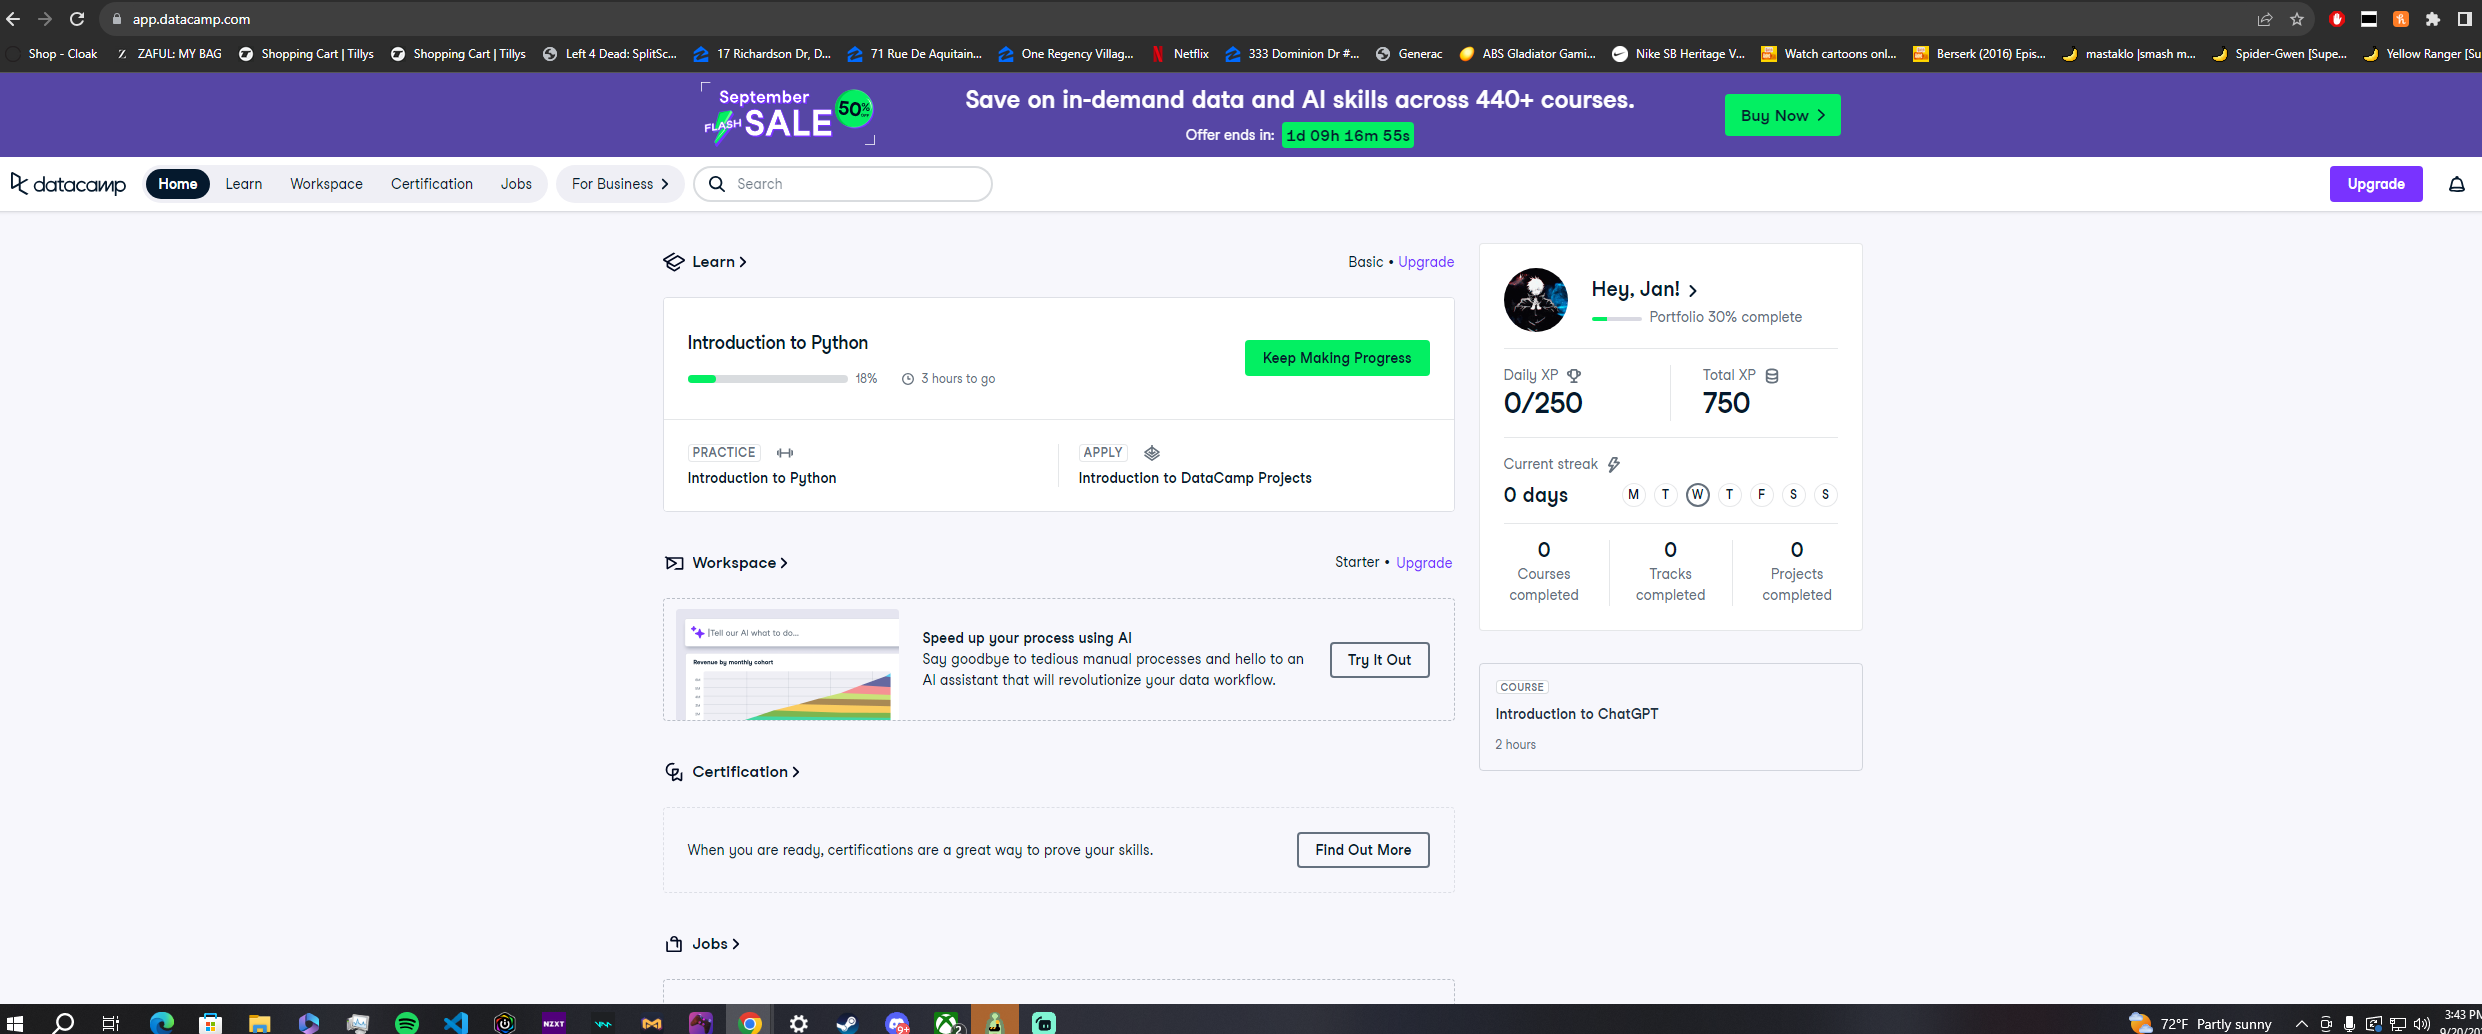 app.datacamp.com
Shop - Cloak
ZAFUL: MY BAG
Shopping Cart | Tillys
Shopping Cart | Tillys
Left 4 Dead: SplitSc...
17 Richardson Dr, D...
71 Rue De Aquitain...
One Regency Villag...
Netflix
333 Dominion Dr #...
Generac
ABS Gladiator Gami...
Nike SB Heritage V...
Watch cartoons onl...
Berserk (2016) Epis...
mastaklo |smash m...
Spider-Gwen [Supe...
Yellow Ranger [Su
September
FLASH SALE
50% OFF
Save on in-demand data and AI skills across 440+ courses.
Offer ends in: 1d 09h 16m 55s
Buy Now
datacamp
Home
Learn
Workspace
Certification
Jobs
For Business
Search
Upgrade
Learn
Basic • Upgrade
Introduction to Python
18%
3 hours to go
Keep Making Progress
PRACTICE
Introduction to Python
APPLY
Introduction to DataCamp Projects
Workspace
Starter • Upgrade
Tell our AI what to do...
Revenue by monthly cohort
Speed up your process using AI
Say goodbye to tedious manual processes and hello to an
AI assistant that will revolutionize your data workflow.
Try It Out
Certification
When you are ready, certifications are a great way to prove your skills.
Find Out More
Jobs
Hey, Jan!
Portfolio 30% complete
Daily XP
0/250
Total XP
750
Current streak
0 days
M T W T F S S
0
Courses
completed
0
Tracks
completed
0
Projects
completed
COURSE
Introduction to ChatGPT
2 hours
NZXT
9+
2
72°F Partly sunny
3:43 PM